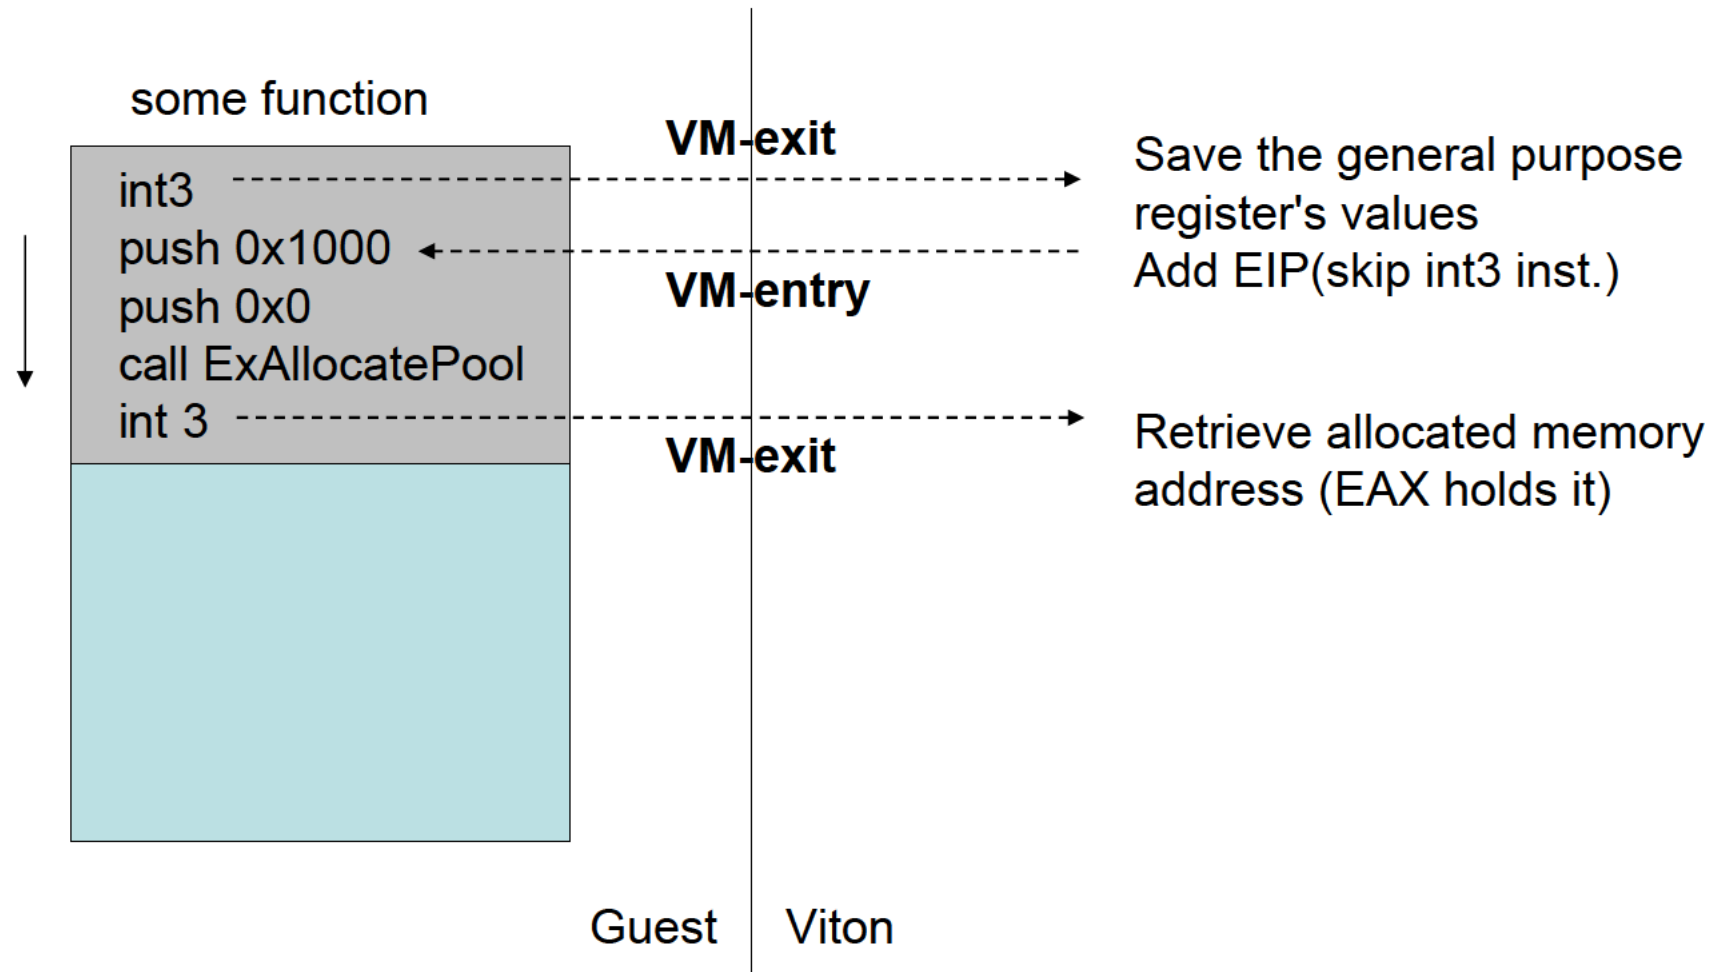 some function
int3
push 0x1000
push 0x0
call ExAllocatePool
int 3
VM-exit
VM-entry
VM-exit
Save the general purpose
register's values
Add EIP(skip int3 inst.)
Retrieve allocated memory
address (EAX holds it)
Guest
Viton